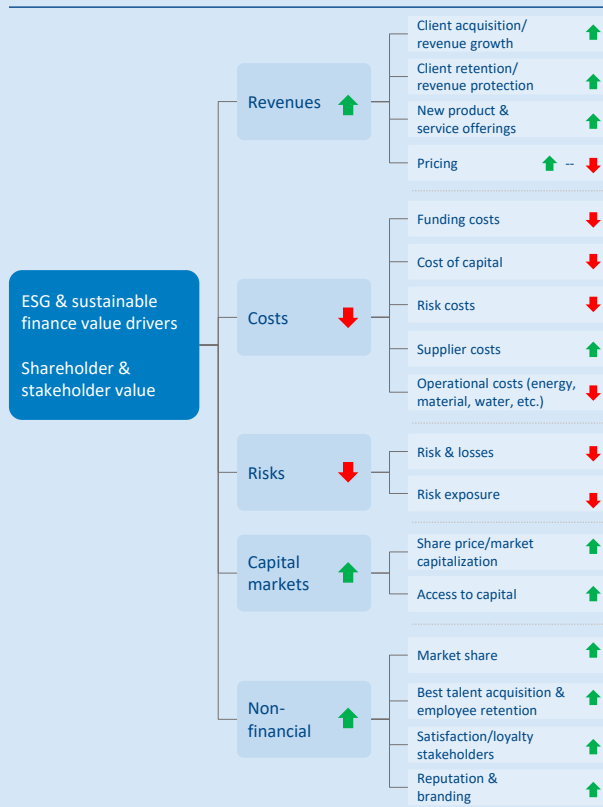 Client acquisition/
revenue growth
Client retention/
revenue protection
Revenues
New product &
service offerings
Pricing
--
Funding costs
Cost of capital
ESG & sustainable
finance value drivers
Shareholder &
stakeholder value
Costs
Risk costs
Supplier costs
Operational costs (energy,
material, water, etc.)
Risks
Risk & losses
Risk exposure
Capital
markets
Share price/market
capitalization
Access to capital
Non-
financial
Market share
Best talent acquisition &
employee retention
Satisfaction/loyalty
stakeholders
Reputation &
branding